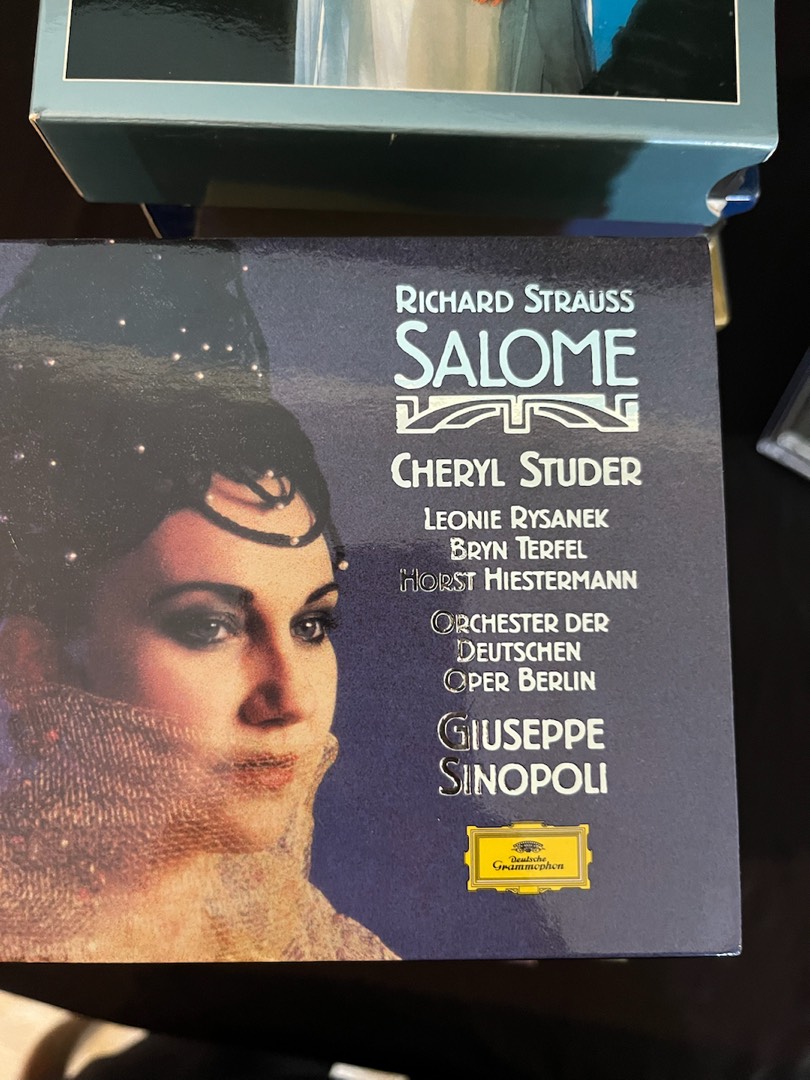 RICHARD STRAUSS
SALOME
CHERYL STUDER
LEONIE RYSANEK
BRYN TERFEL
HORST HIESTERMANN
ORCHESTER DER
DEUTSCHEN
OPER BERLIN
GIUSEPPE
SINOPOLI
Deutsche
Grammophon